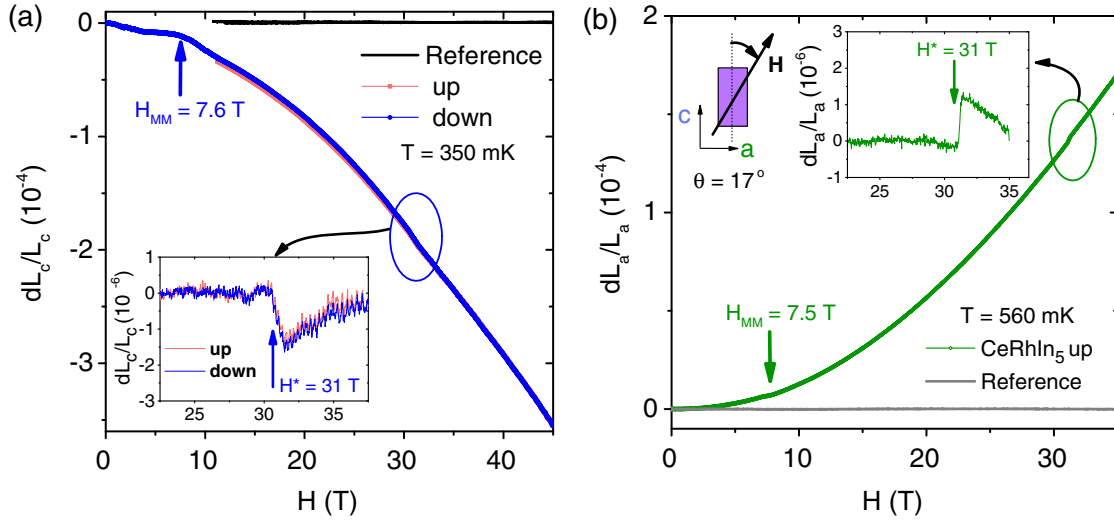 (a)
0
-1
-2
-3
dL_c/L_c (10^-4)
0
10
20
30
40
H (T)
Reference
up
down
T = 350 mK
H_MM = 7.6 T
1
0
-1
-2
-3
dL_c/L_c (10^-6)
25
30
35
up
down
H* = 31 T
(b)
2
1
0
dL_a/L_a (10^-4)
0
10
20
30
H (T)
H
c
a
θ = 17°
H* = 31 T
3
2
1
0
-1
dL_a/L_a (10^-6)
25
30
35
H_MM = 7.5 T
T = 560 mK
CeRhIn_5 up
Reference